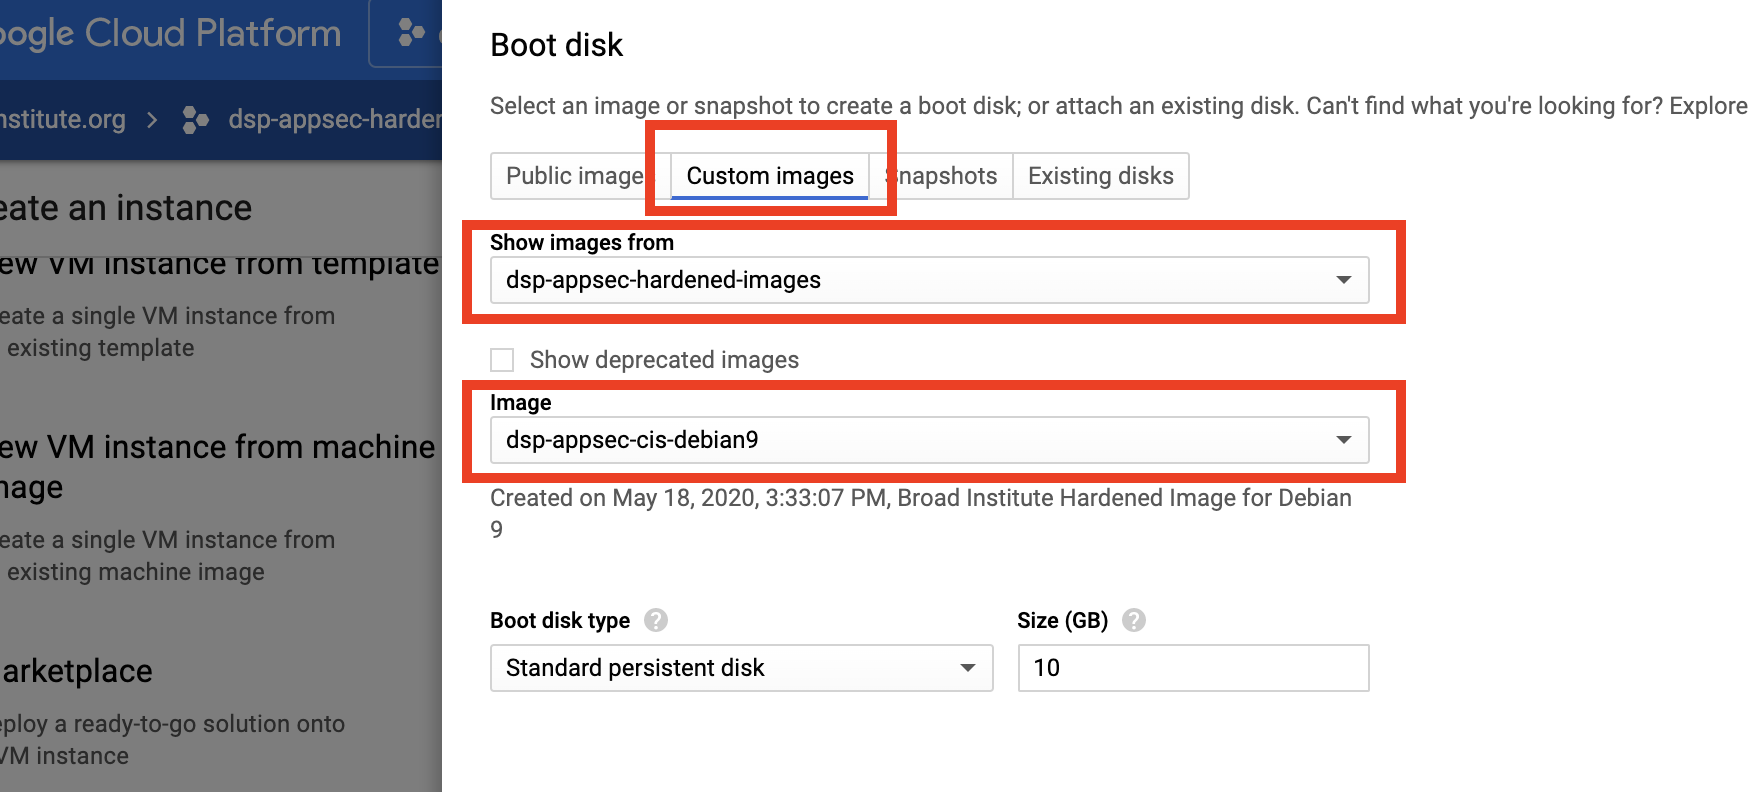 oogle Cloud Platform
nstitute.org > dsp-appsec-harden
eate an instance
ew VM instance from template
eate a single VM instance from
existing template
ew VM instance from machine
nage
eate a single VM instance from
existing machine image
arketplace
eploy a ready-to-go solution onto
VM instance
Boot disk
Select an image or snapshot to create a boot disk; or attach an existing disk. Can't find what you're looking for? Explore
Public image Custom images Snapshots Existing disks
Show images from
dsp-appsec-hardened-images
Show deprecated images
Image
dsp-appsec-cis-debian9
Created on May 18, 2020, 3:33:07 PM, Broad Institute Hardened Image for Debian
9
Boot disk type ? Size (GB) ?
Standard persistent disk 10